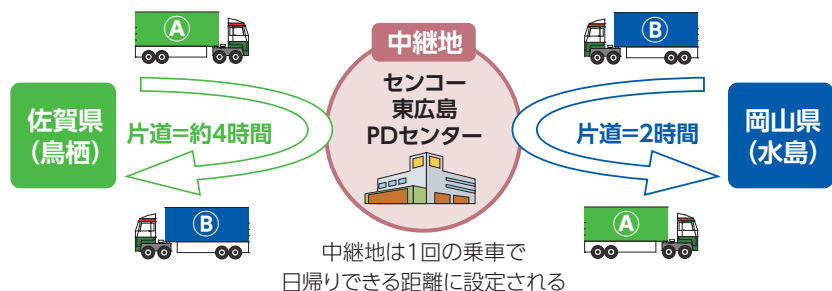 Ⓐ
Ⓑ
中継地
センコー
東広島
PDセンター
佐賀県
（鳥栖）
片道=約4時間
片道=2時間
岡山県
（水島）
Ⓑ
Ⓐ
中継地は1回の乗車で
日帰りできる距離に設定される